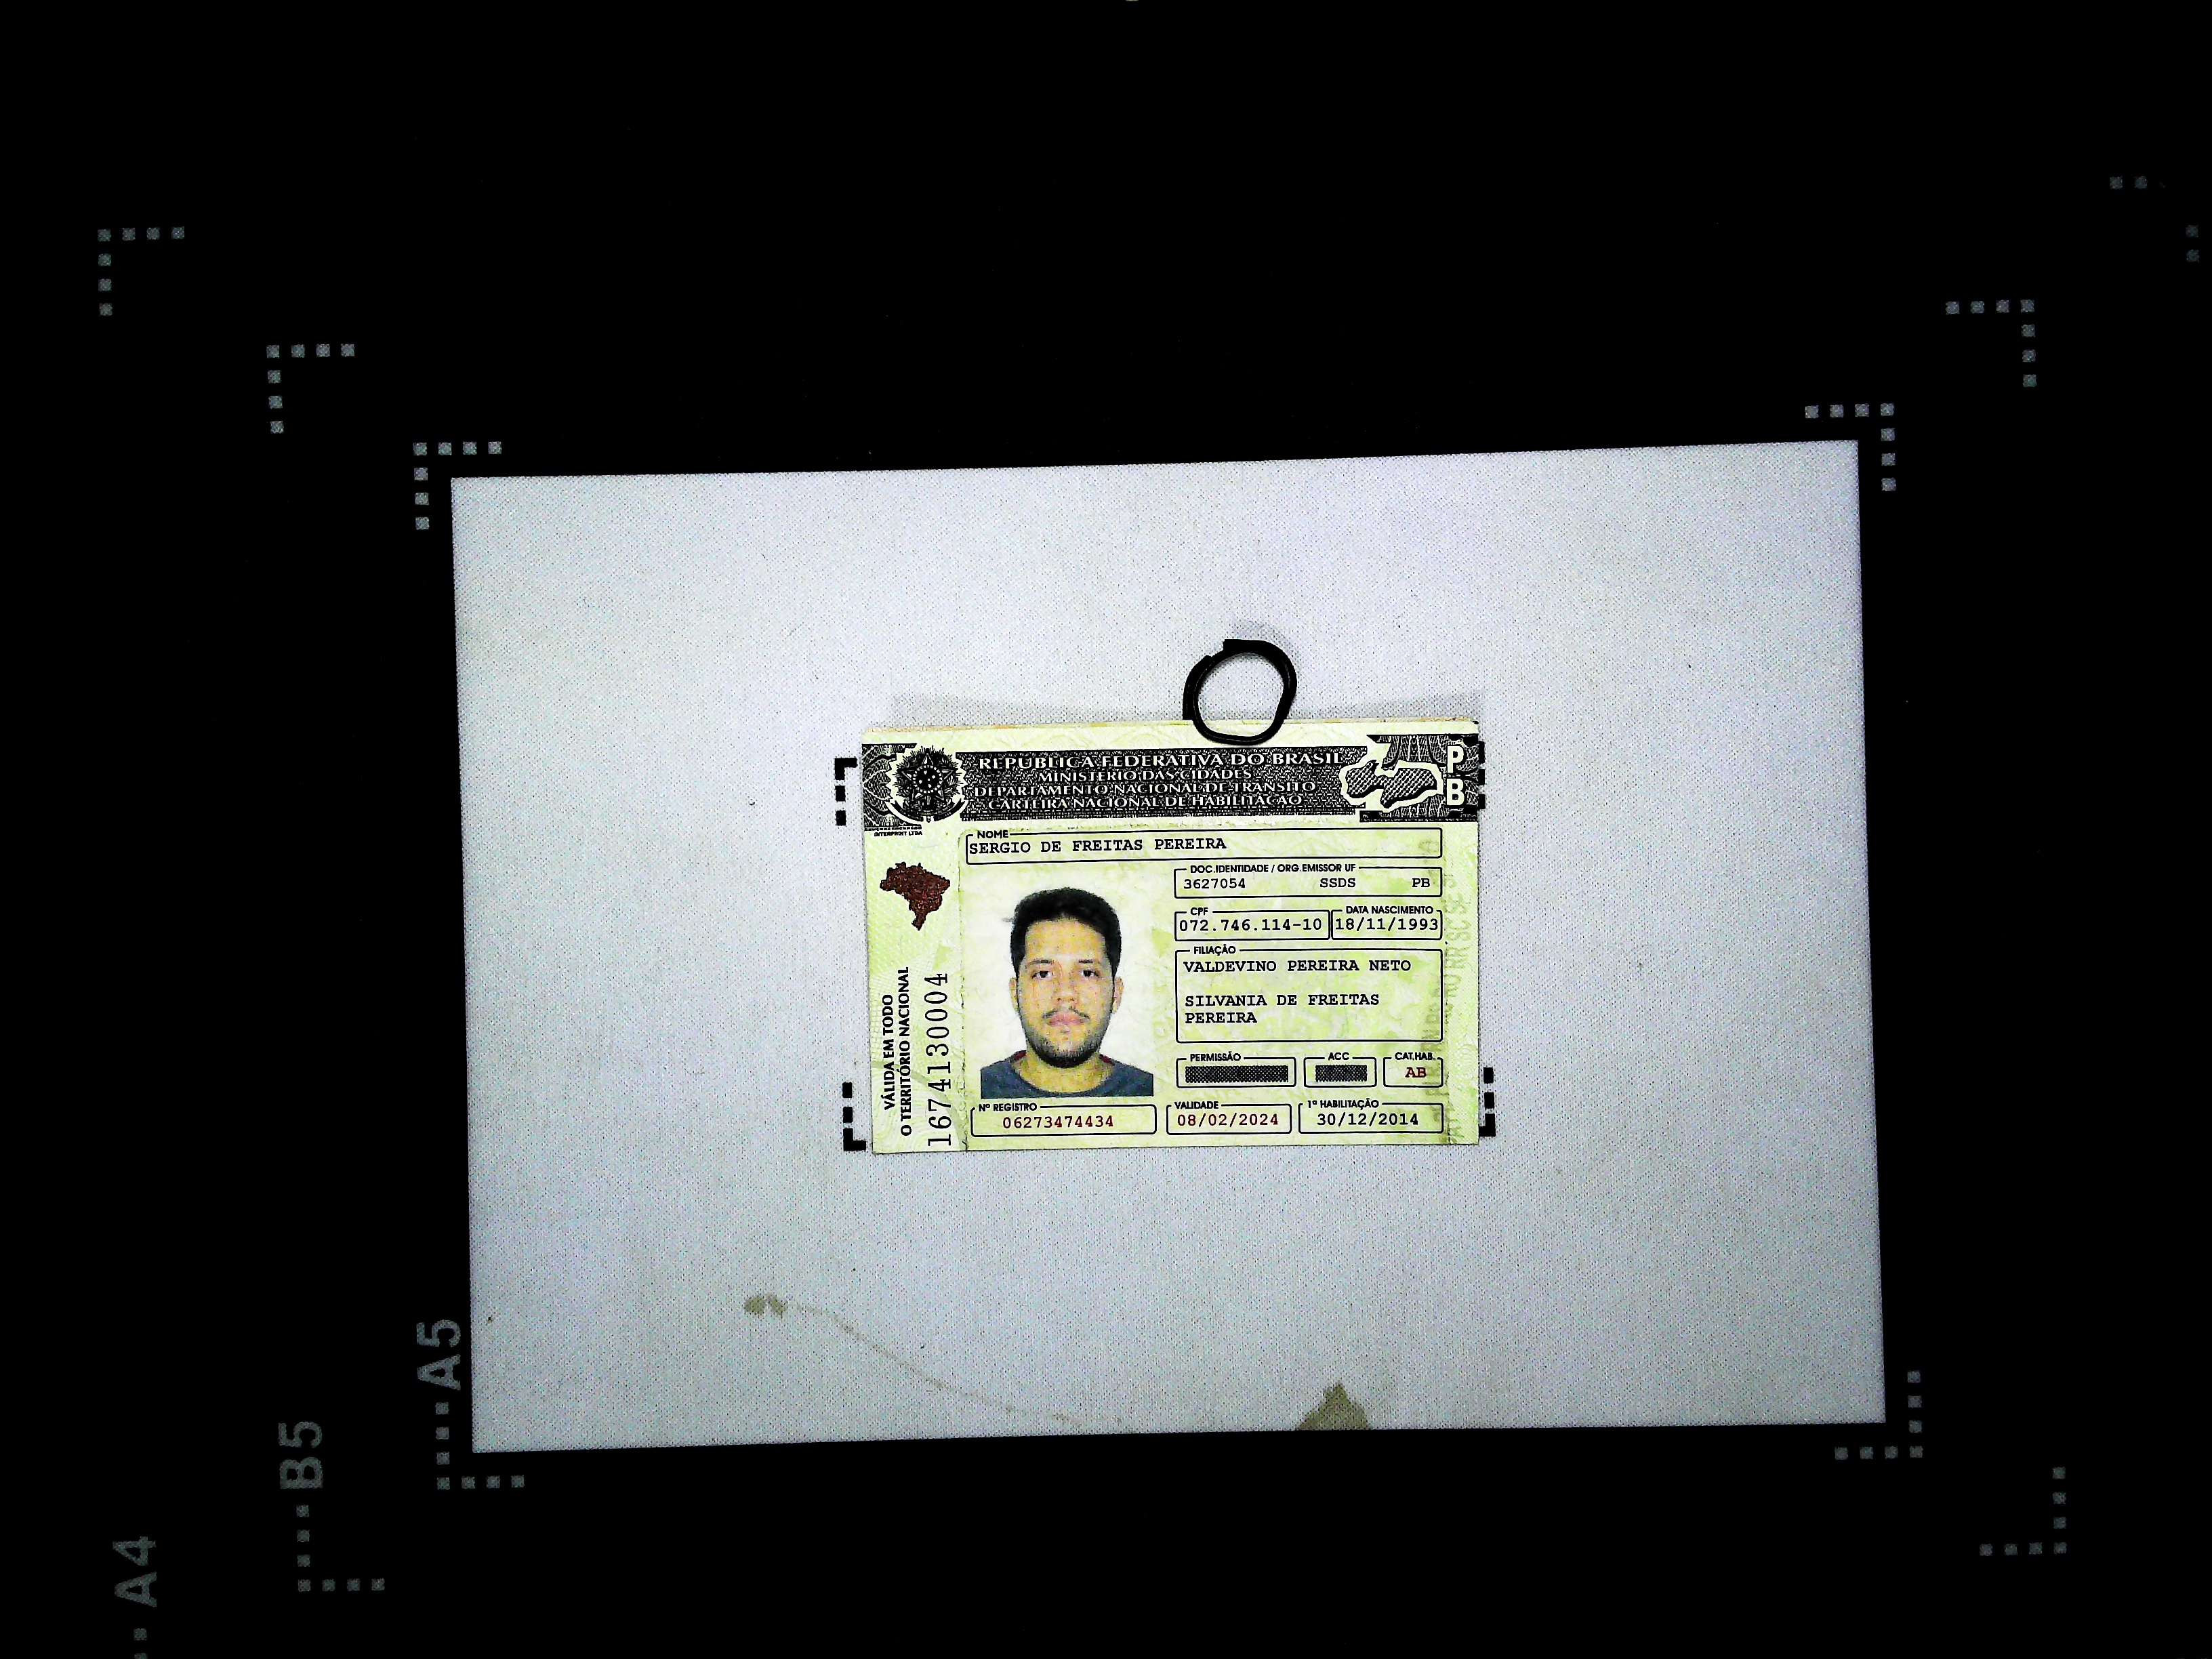 REPÚBLICA FEDERATIVA DO BRASIL
MINISTÉRIO DAS CIDADES
DEPARTAMENTO NACIONAL DE TRÂNSITO
CARTEIRA NACIONAL DE HABILITAÇÃO
P
B
INTERPRINT LTDA
NOME
SERGIO DE FREITAS PEREIRA
DOC.IDENTIDADE / ORG.EMISSOR UF
3627054 SSDS PB
CPF DATA NASCIMENTO
072.746.114-10 18/11/1993
FILIAÇÃO
VALDEVINO PEREIRA NETO
SILVANIA DE FREITAS
PEREIRA
PERMISSÃO ACC CAT.HAB.
AB
Nº REGISTRO VALIDADE 1ª HABILITAÇÃO
06273474434 08/02/2024 30/12/2014
VÁLIDA EM TODO
O TERRITÓRIO NACIONAL
1674130004
A5
B5
A4